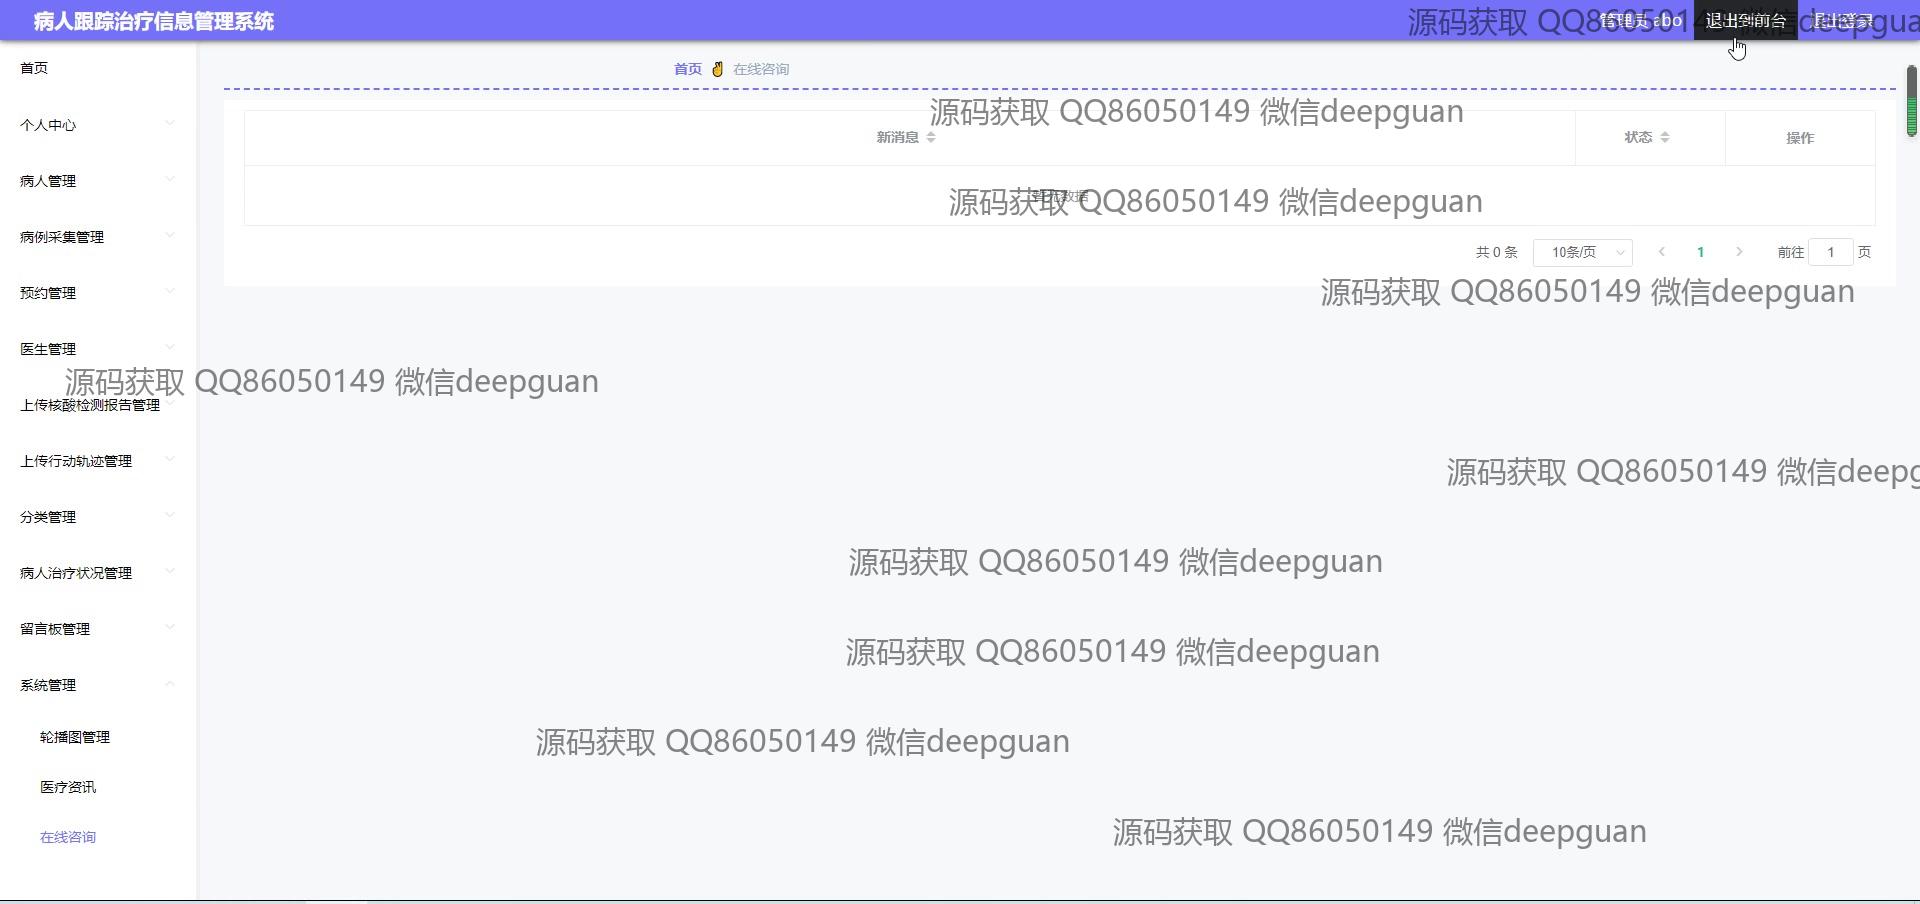 病人跟踪治疗信息管理系统
管理员 abo
退出到前台
退出登录
源码获取 QQ86050149 微信deepgua
首页
首页 在线咨询
个人中心
源码获取 QQ86050149 微信deepguan
新消息
状态
操作
病人管理
暂无数据
源码获取 QQ86050149 微信deepguan
病例采集管理
共 0 条
10条/页
1
前往 1 页
预约管理
源码获取 QQ86050149 微信deepguan
医生管理
源码获取 QQ86050149 微信deepguan
上传核酸检测报告管理
上传行动轨迹管理
源码获取 QQ86050149 微信deepg
分类管理
源码获取 QQ86050149 微信deepguan
病人治疗状况管理
留言板管理
源码获取 QQ86050149 微信deepguan
系统管理
轮播图管理
源码获取 QQ86050149 微信deepguan
医疗资讯
在线咨询
源码获取 QQ86050149 微信deepguan